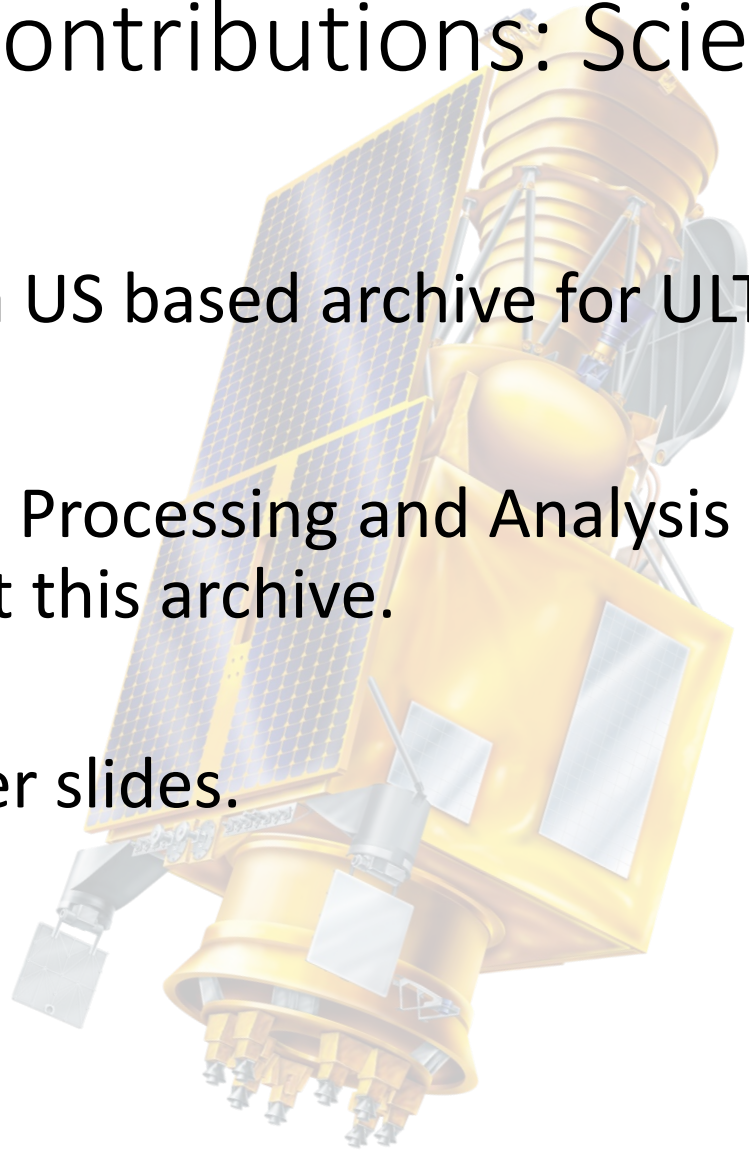 ontributions: Scie
US based archive for ULT
Processing and Analysis
t this archive.
er slides.